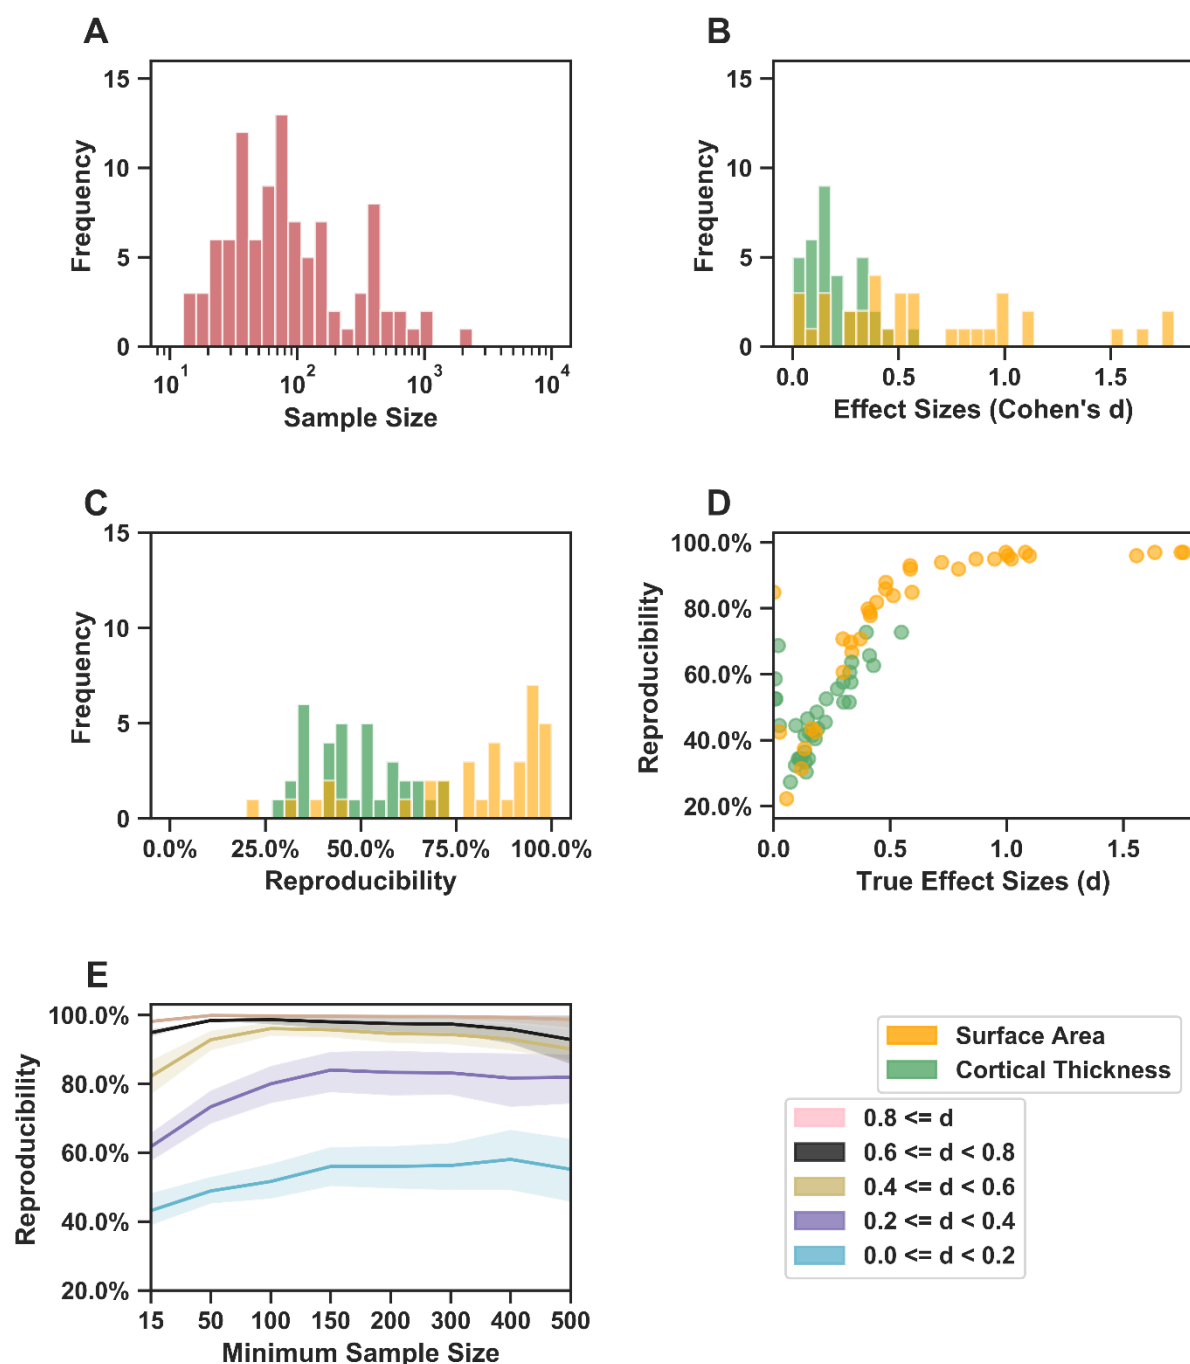 A
15
10
5
0
Frequency
10^1
10^2
10^3
10^4
Sample Size
B
15
10
5
0
Frequency
0.0
0.5
1.0
1.5
Effect Sizes (Cohen's d)
C
15
10
5
0
Frequency
0.0%
25.0%
50.0%
75.0%
100.0%
Reproducibility
D
100.0%
80.0%
60.0%
40.0%
20.0%
Reproducibility
0.0
0.5
1.0
1.5
True Effect Sizes (d)
E
100.0%
80.0%
60.0%
40.0%
20.0%
Reproducibility
15
50
100
150
200
300
400
500
Minimum Sample Size
Surface Area
Cortical Thickness
0.8 <= d
0.6 <= d < 0.8
0.4 <= d < 0.6
0.2 <= d < 0.4
0.0 <= d < 0.2